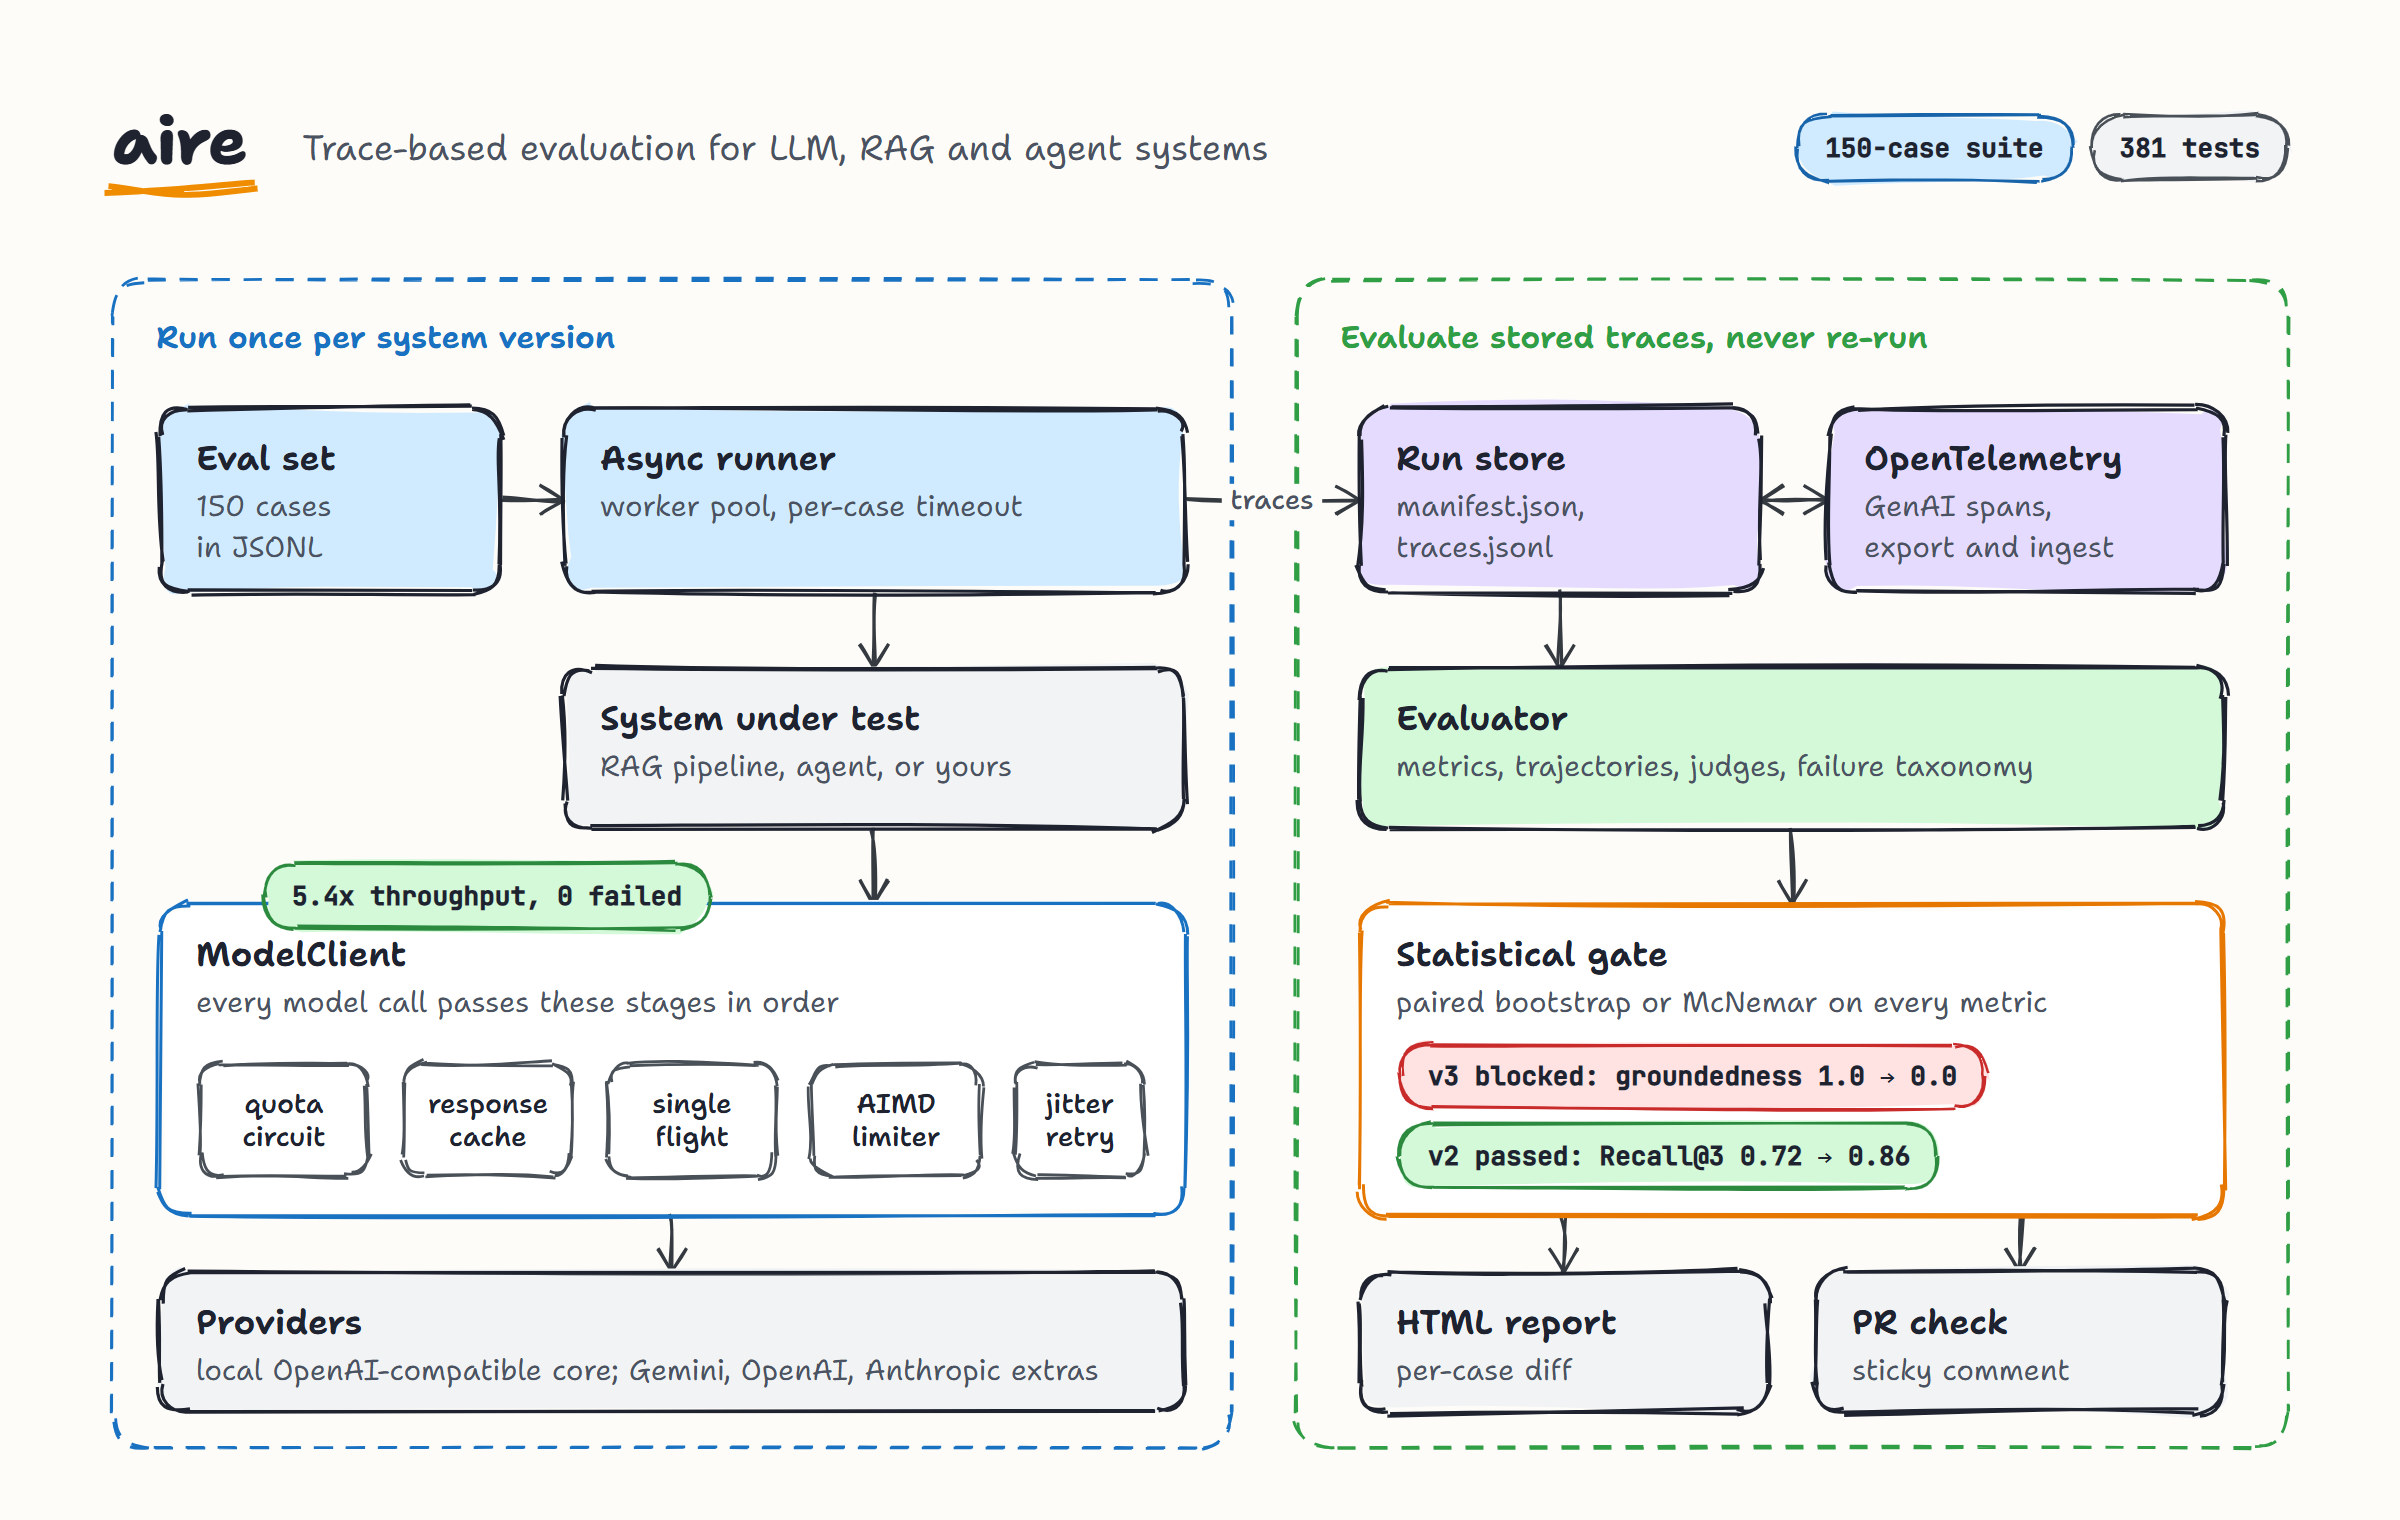 aire
Trace-based evaluation for LLM, RAG and agent systems
150-case suite
381 tests
Run once per system version
Eval set
150 cases
in JSONL
Async runner
worker pool, per-case timeout
traces
System under test
RAG pipeline, agent, or yours
5.4x throughput, 0 failed
ModelClient
every model call passes these stages in order
quota
circuit
response
cache
single
flight
AIMD
limiter
jitter
retry
Providers
local OpenAI-compatible core; Gemini, OpenAI, Anthropic extras
Evaluate stored traces, never re-run
Run store
manifest.json,
traces.jsonl
OpenTelemetry
GenAI spans,
export and ingest
Evaluator
metrics, trajectories, judges, failure taxonomy
Statistical gate
paired bootstrap or McNemar on every metric
v3 blocked: groundedness 1.0 → 0.0
v2 passed: Recall@3 0.72 → 0.86
HTML report
per-case diff
PR check
sticky comment